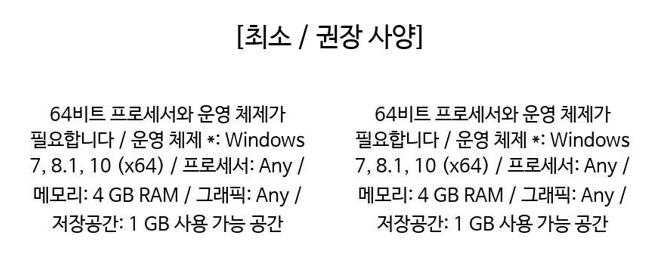 [최소 / 권장 사양]
64비트 프로세서와 운영 체제가
필요합니다 / 운영 체제 *: Windows
7, 8.1, 10 (x64) / 프로세서: Any /
메모리: 4 GB RAM / 그래픽: Any /
저장공간: 1 GB 사용 가능 공간
64비트 프로세서와 운영 체제가
필요합니다 / 운영 체제 *: Windows
7, 8.1, 10 (x64) / 프로세서: Any /
메모리: 4 GB RAM / 그래픽: Any /
저장공간: 1 GB 사용 가능 공간